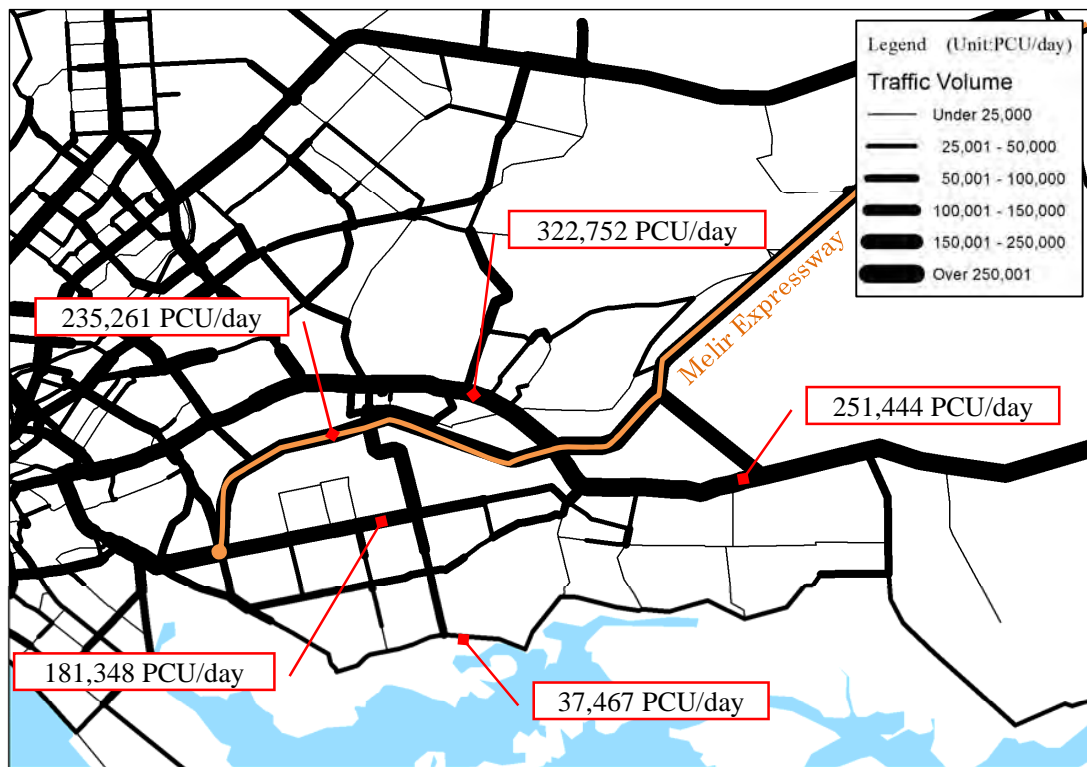 Legend (Unit:PCU/day)
Traffic Volume
Under 25,000
25,001 - 50,000
50,001 - 100,000
100,001 - 150,000
150,001 - 250,000
Over 250,001
322,752 PCU/day
235,261 PCU/day
Melir Expressway
251,444 PCU/day
181,348 PCU/day
37,467 PCU/day